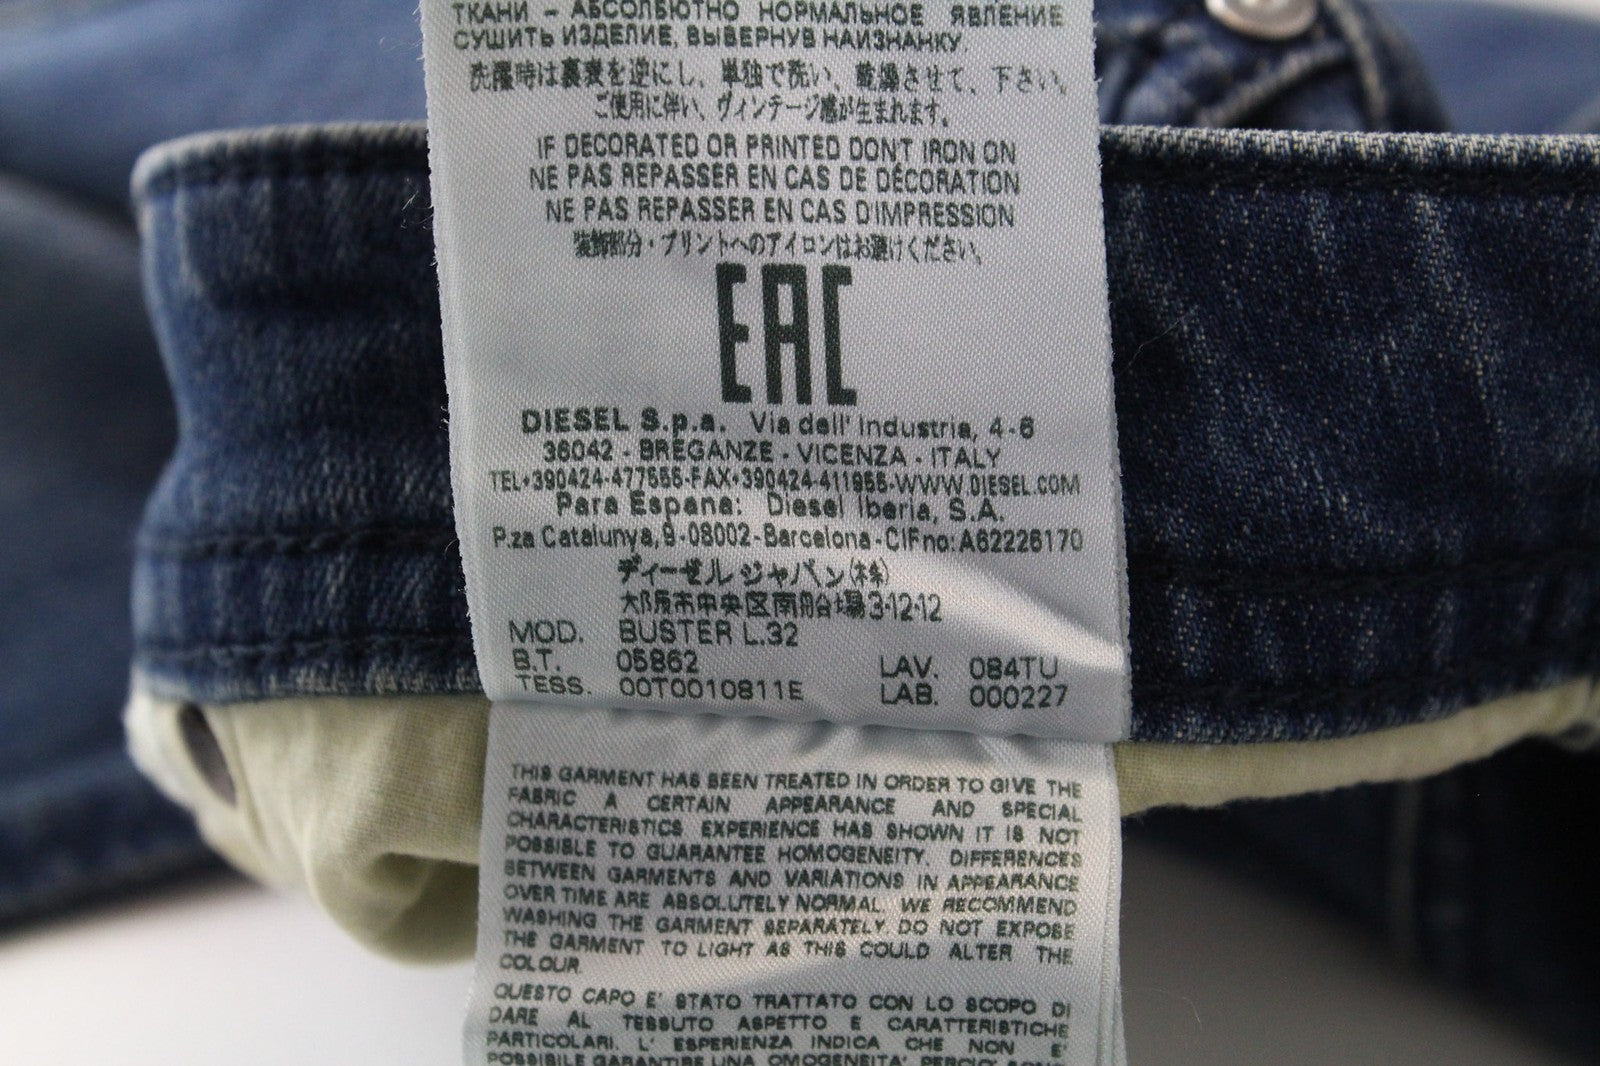 ТКАНИ – АБСОЛЬЮТНО НОРМАЛЬНОЕ ЯВЛЕНИЕ
СУШИТЬ ИЗДЕЛИЕ, ВЫВЕРНУВ НАИЗНАНКУ.
洗濯時は裏表を逆にし、単独で洗い、乾燥させて、下さい。
ご使用に伴い、ヴィンテージ感が生まれます。
IF DECORATED OR PRINTED DONT IRON ON
NE PAS REPASSER EN CAS DE DÉCORATION
NE PAS REPASSER EN CAS D'IMPRESSION
装飾部分・プリントへのアイロンはお避けください。
EAC
DIESEL S.p.a. Via dell' Industria, 4-6
36042 - BREGANZE - VICENZA - ITALY
TEL+390424-477555-FAX+390424-411955-WWW.DIESEL.COM
Para Espana: Diesel Iberia, S.A.
P.za Catalunya,9-08002-Barcelona-CIFno:A62226170
ディーゼルジャパン(株)
大阪市中央区南船場3-12-12
MOD. BUSTER L.32
B.T. 05862 LAV. 084TU
TESS. 00T0010811E LAB. 000227
THIS GARMENT HAS BEEN TREATED IN ORDER TO GIVE THE
FABRIC A CERTAIN APPEARANCE AND SPECIAL
CHARACTERISTICS. EXPERIENCE HAS SHOWN IT IS NOT
POSSIBLE TO GUARANTEE HOMOGENEITY. DIFFERENCES
BETWEEN GARMENTS AND VARIATIONS IN APPEARANCE
OVER TIME ARE ABSOLUTELY NORMAL. WE RECOMMEND
WASHING THE GARMENT SEPARATELY. DO NOT EXPOSE
THE GARMENT TO LIGHT AS THIS COULD ALTER THE
COLOUR.
QUESTO CAPO E' STATO TRATTATO CON LO SCOPO DI
DARE AL TESSUTO ASPETTO E CARATTERISTICHE
PARTICOLARI. L' ESPERIENZA INDICA CHE NON E'
POSSIBILE GARANTIRE UNA OMOGENEITA' PERCIO'